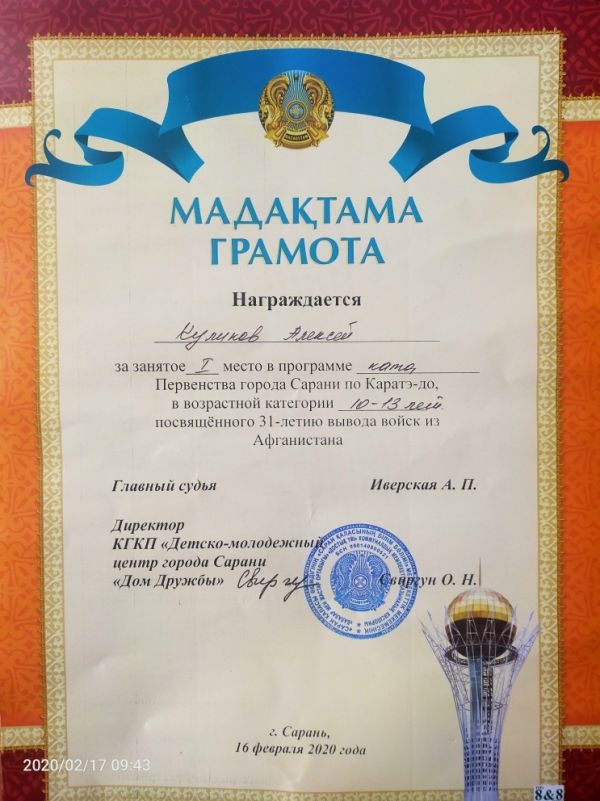 МАДАҚТАМА
ГРАМОТА
Награждается
Куликов Алексей
за занятое I место в программе ката,
Первенства города Сарани по Каратэ-до,
в возрастной категории 10-13 лет.
посвящённого 31-летию вывода войск из
Афганистана
Главный судья Иверская А. П.
Директор
КГКП «Детско-молодежный
центр города Сарани
«Дом Дружбы» Свиргун О. Н.
г. Сарань,
16 февраля 2020 года
2020/02/17 09:43
8&8